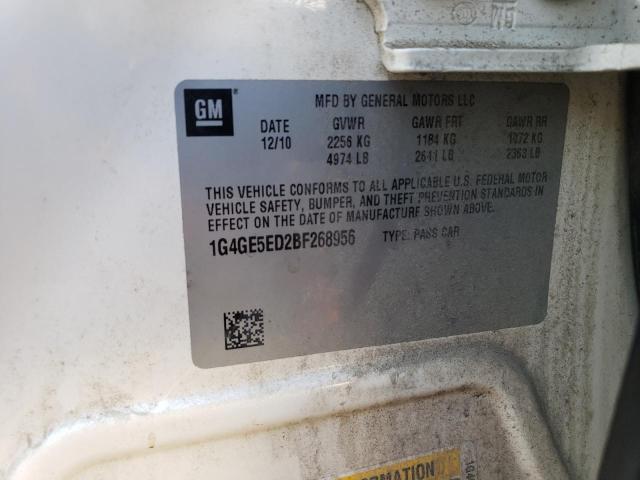 GM
MFD BY GENERAL MOTORS LLC
DATE GVWR GAWR FRT GAWR RR
12/10 2256 KG 1184 KG 1072 KG
4974 LB 2611 LB 2363 LB
THIS VEHICLE CONFORMS TO ALL APPLICABLE U.S. FEDERAL MOTOR
VEHICLE SAFETY, BUMPER, AND THEFT PREVENTION STANDARDS IN
EFFECT ON THE DATE OF MANUFACTURE SHOWN ABOVE.
1G4GE5ED2BF268956 TYPE: PASS CAR